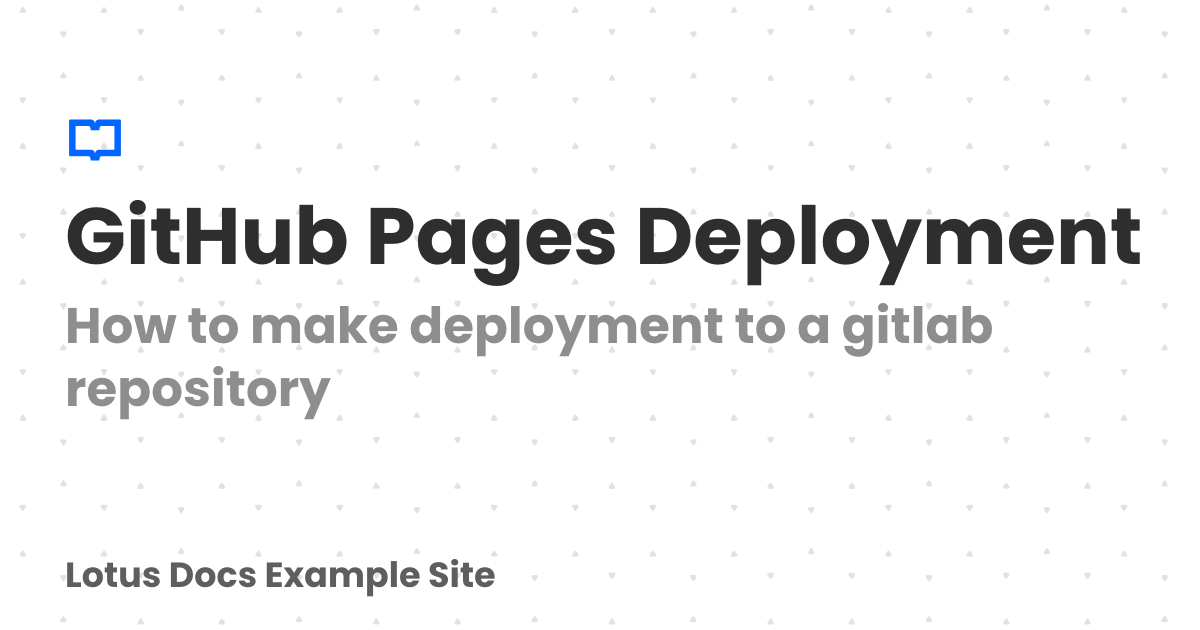 GitHub Pages Deployment
How to make deployment to a gitlab
repository
Lotus Docs Example Site